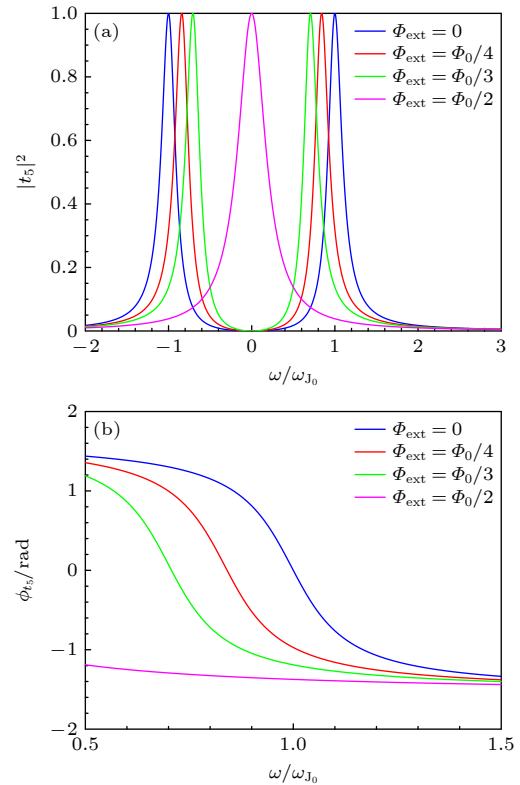 (a)
Φext = 0
Φext = Φ0/4
Φext = Φ0/3
Φext = Φ0/2
1.0
0.8
0.6
0.4
0.2
0
|t5|²
−2
−1
0
1
2
3
ω/ωJ0
(b)
Φext = 0
Φext = Φ0/4
Φext = Φ0/3
Φext = Φ0/2
2
1
0
−1
−2
ϕt5/rad
0.5
1.0
1.5
ω/ωJ0